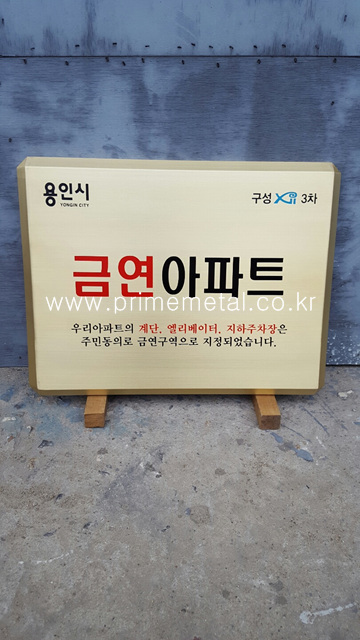 용인시
YONGIN CITY
구성 Xii 3차
금연아파트
www.primemetal.co.kr
우리아파트의 계단, 엘리베이터, 지하주차장은
주민동의로 금연구역으로 지정되었습니다.